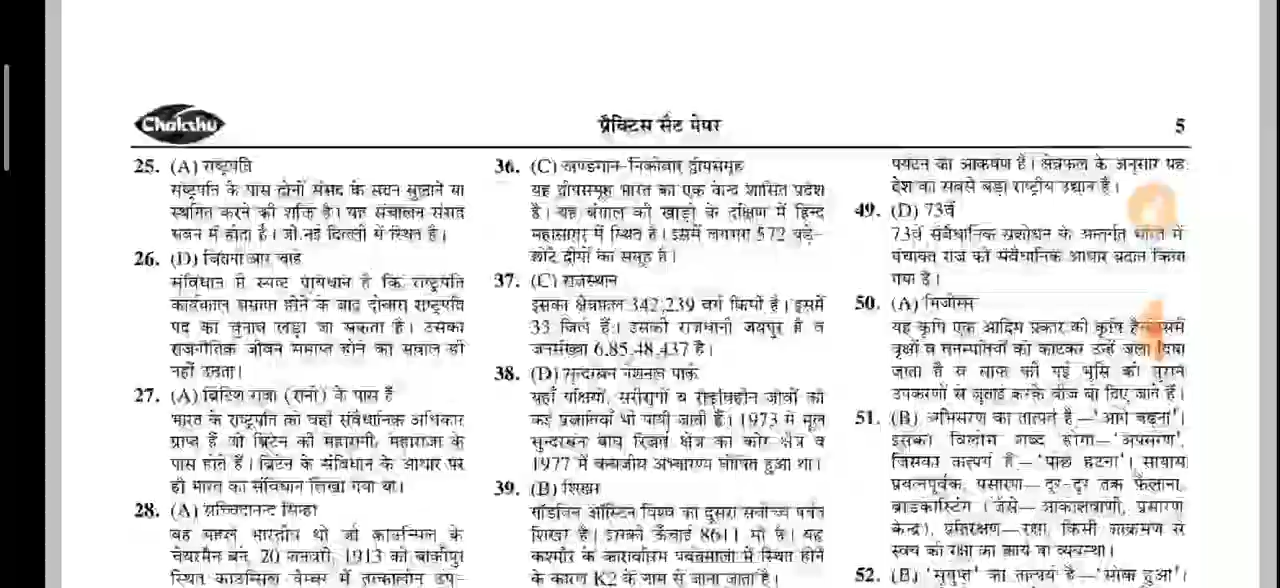 Chakshu
प्रैक्टिस सैट पेपर
5
25. (A) राष्ट्रपति
राष्ट्रपति के पास दोनों संसद के सदन बुलाने या
स्थगित करने की शक्ति है। यह संचालन संसद
भवन में होता है। जो नई दिल्ली में स्थित है।
26. (D) जितनी बार चाहे
संविधान में स्पष्ट प्रावधान है कि राष्ट्रपति
कार्यकाल समाप्त होने के बाद दोबारा राष्ट्रपति
पद का चुनाव लड़ा जा सकता है। उसका
राजनीतिक जीवन समाप्त होने का सवाल ही
नहीं उठता।
27. (A) ब्रिटिश राजा (रानी) के पास हैं
भारत के राष्ट्रपति को वही संवैधानिक अधिकार
प्राप्त हैं जो ब्रिटेन की महारानी, महाराजा के
पास होते हैं। ब्रिटेन के संविधान के आधार पर
ही भारत का संविधान लिखा गया था।
28. (A) सच्चिदानन्द सिन्हा
वह पहले भारतीय थे जो काउन्सिल के
चेयरमैन बने, 20 जनवरी, 1913 को बांकीपुर
स्थित काउन्सिल चैम्बर में तत्कालीन उप-
36. (C) अण्डमान-निकोबार द्वीपसमूह
यह द्वीपसमूह भारत का एक केन्द्र शासित प्रदेश
है। यह बंगाल की खाड़ी के दक्षिण में हिन्द
महासागर में स्थित है। इसमें लगभग 572 बड़े-
छोटे द्वीपों का समूह है।
37. (C) राजस्थान
इसका क्षेत्रफल 342,239 वर्ग किमी है। इसमें
33 जिले हैं। इसकी राजधानी जयपुर है व
जनसंख्या 6,85,48,437 है।
38. (D) सुन्दरबन नेशनल पार्क
यहाँ पक्षियों, सरीसृपों व रीढ़विहीन जीवों की
कई प्रजातियाँ भी पायी जाती हैं। 1973 में मूल
सुन्दरबन बाघ रिजर्व क्षेत्र का कोर क्षेत्र व
1977 में वन्यजीव अभ्यारण्य घोषित हुआ था।
39. (B) शिखर
गॉडविन ऑस्टिन विश्व का दूसरा सर्वोच्च पर्वत
शिखर है। इसकी ऊँचाई 8611 मी है। यह
कश्मीर के काराकोरम पर्वतमाला में स्थित होने
के कारण K2 के नाम से जाना जाता है।
पर्यटन का आकर्षण है। क्षेत्रफल के अनुसार यह
देश का सबसे बड़ा राष्ट्रीय उद्यान है।
49. (D) 73वें
73वें संवैधानिक संशोधन के अन्तर्गत भारत में
पंचायत राज को संवैधानिक आधार प्रदान किया
गया है।
50. (A) मिजोरम
यह कृषि एक आदिम प्रकार की कृषि है
वृक्षों व वनस्पतियों को काटकर उन्हें जला दिया
जाता है व साफ की गई भूमि की पुराने
उपकरणों से जुताई करके बीज बो दिए जाते हैं।
51. (B) अभिसरण का तात्पर्य है—'आगे बढ़ना'।
इसका विलोम शब्द होगा—'अपसरण',
जिसका तात्पर्य है—'पीछे हटना'। सायास
प्रयत्नपूर्वक, प्रसारण—दूर-दूर तक फैलाना,
ब्राडकास्टिंग (जैसे—आकाशवाणी, प्रसारण
केन्द्र), प्रतिरक्षण—रक्षा, किसी आक्रमण से
स्वयं की रक्षा का कार्य या व्यवस्था।
52. (B) 'सुषुप्त' का तात्पर्य है—'सोया हुआ'।